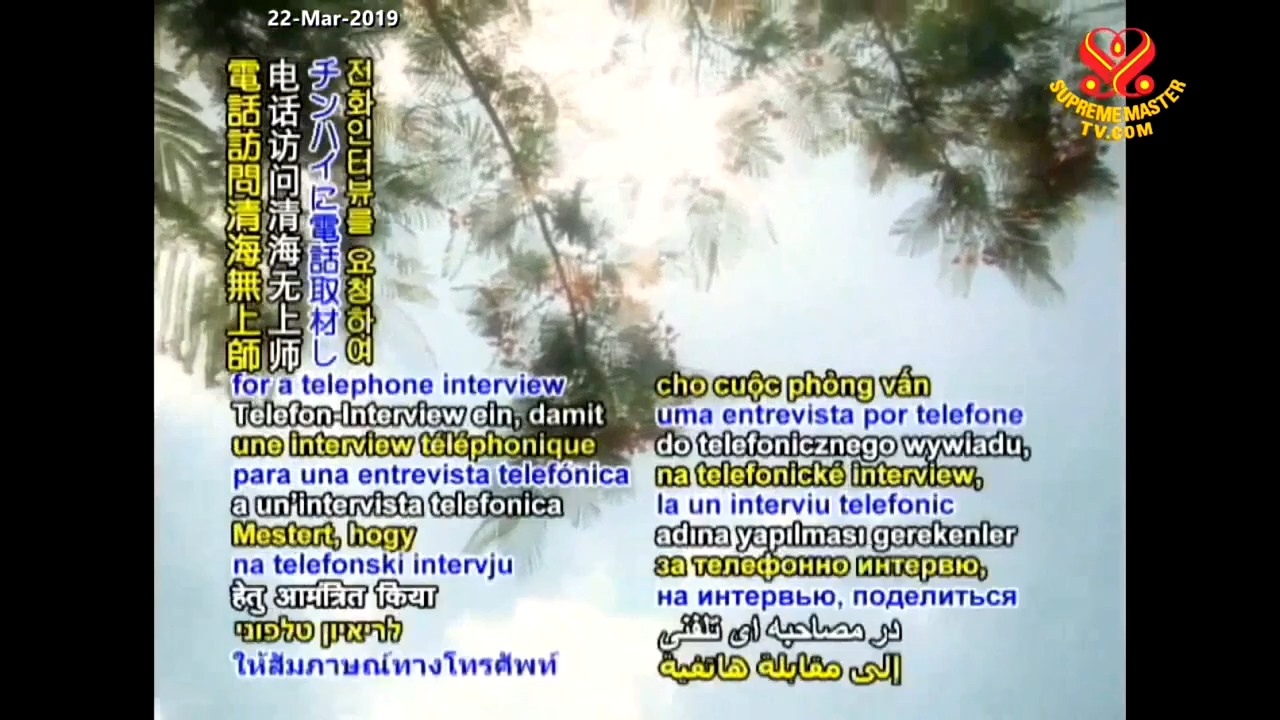 22-Mar-2019
SUPREME MASTER
TV.COM
電話訪問清海無上師
电话访问清海无上师
チンハイに電話取材し
전화인터뷰를 요청하여
for a telephone interview
Telefon-Interview ein, damit
une interview téléphonique
para una entrevista telefónica
a un'intervista telefonica
Mestert, hogy
na telefonski intervju
हेतु आमंत्रित किया
לריאיון טלפוני
ให้สัมภาษณ์ทางโทรศัพท์
cho cuộc phỏng vấn
uma entrevista por telefone
do telefonicznego wywiadu,
na telefonické interview,
la un interviu telefonic
adına yapılması gerekenler
за телефонно интервю,
на интервью, поделиться
در مصاحبه ای تلفنی
إلى مقابلة هاتفية